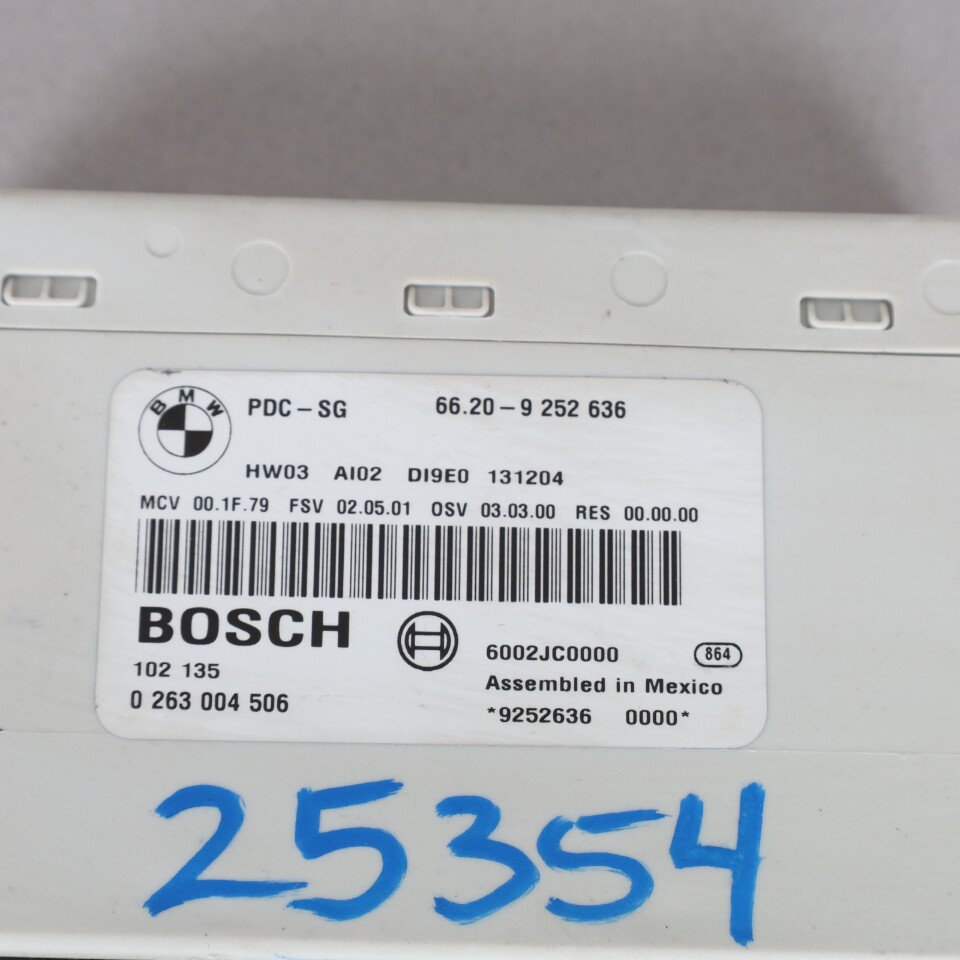 BMW
PDC-SG 66.20-9 252 636
HW03 AI02 DI9E0 131204
MCV 00.1F.79 FSV 02.05.01 OSV 03.03.00 RES 00.00.00
BOSCH
102 135
0 263 004 506
6002JC0000 864
Assembled in Mexico
*9252636 0000*
25354